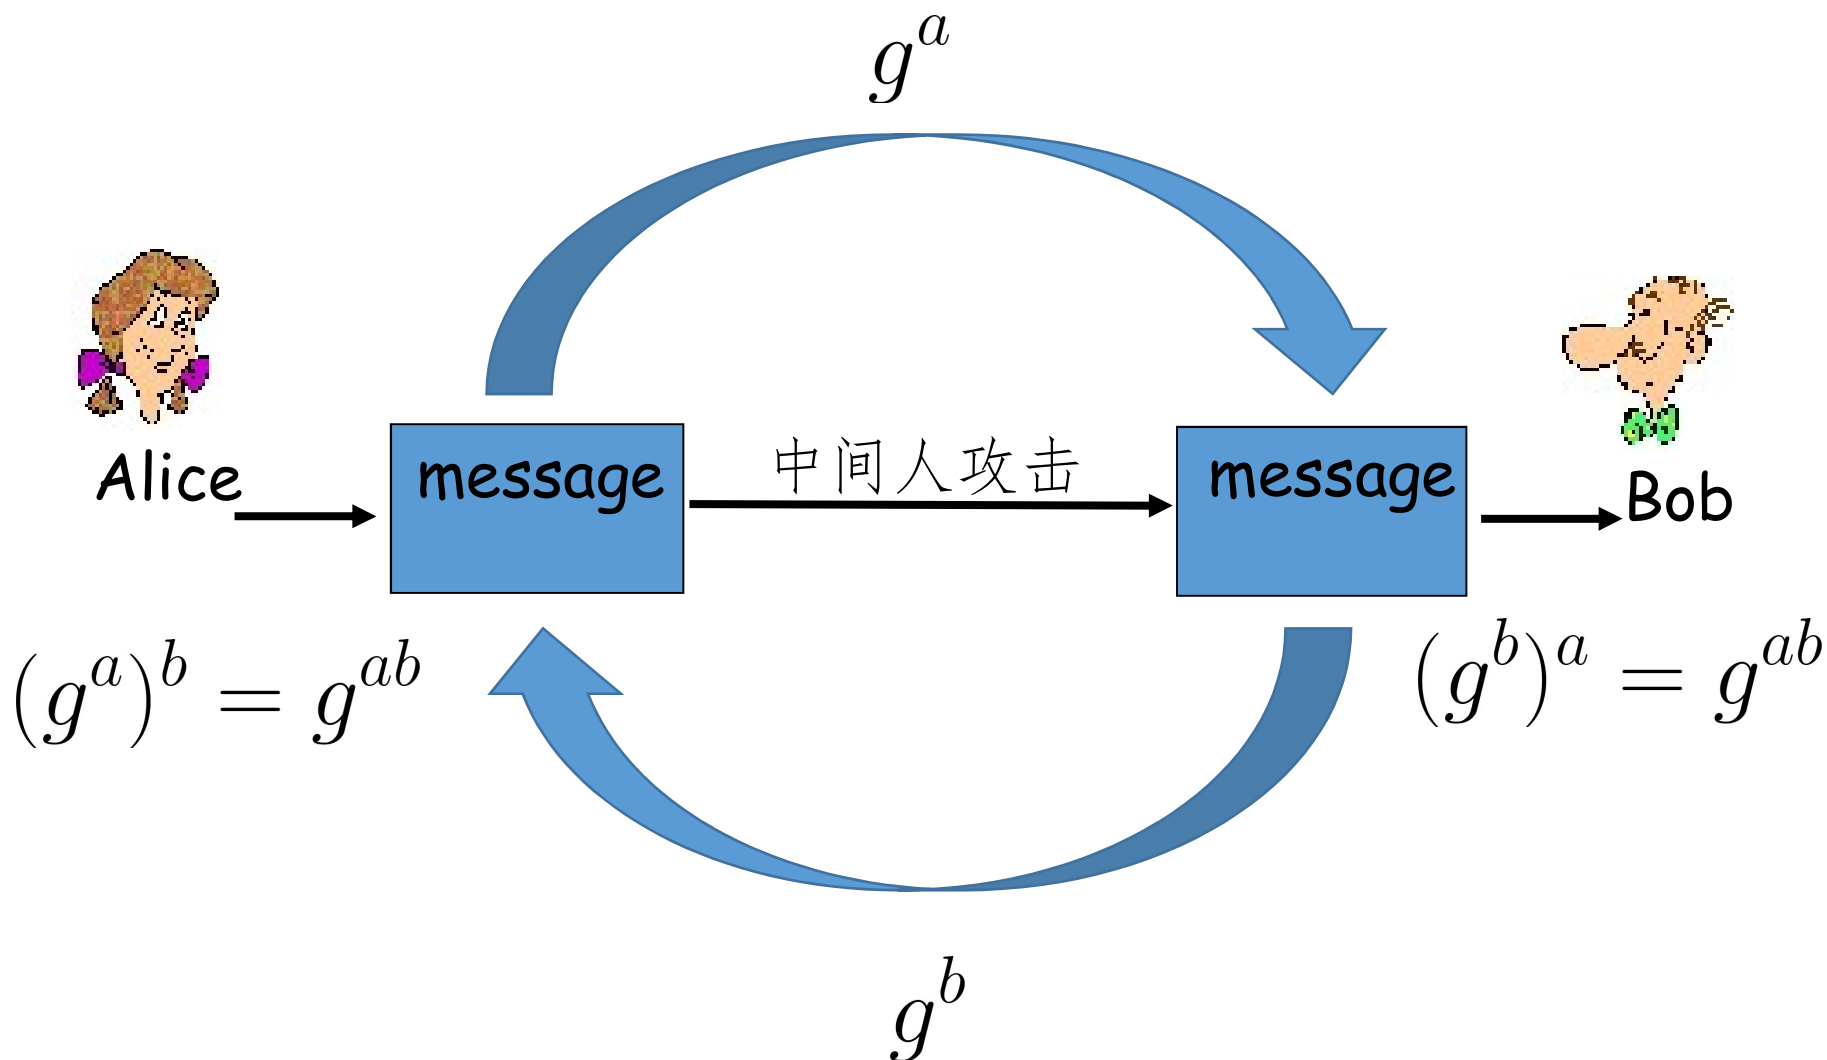 g^a
中间人攻击
message
message
Alice
Bob
(g^a)^b = g^{ab}
(g^b)^a = g^{ab}
g^b